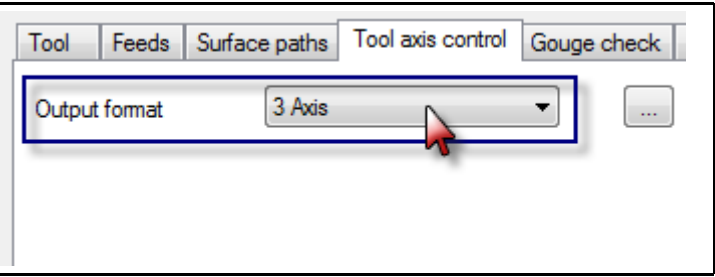 Tool Feeds Surface paths Tool axis control Gouge check
Output format 3 Axis ...